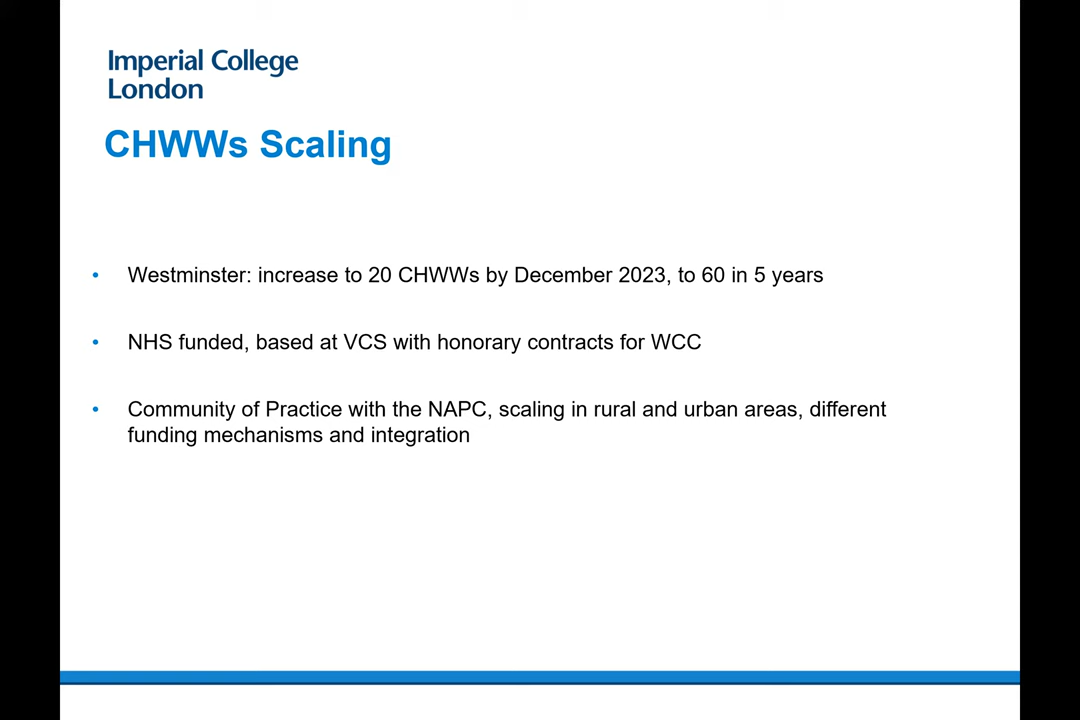 Imperial College
London
CHWWs Scaling
• Westminster: increase to 20 CHWWs by December 2023, to 60 in 5 years
• NHS funded, based at VCS with honorary contracts for WCC
• Community of Practice with the NAPC, scaling in rural and urban areas, different
funding mechanisms and integration